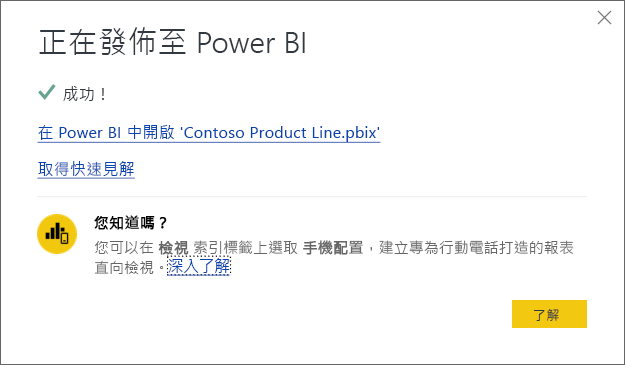 正在發佈至 Power BI
成功！
在 Power BI 中開啟 'Contoso Product Line.pbix'
取得快速見解
您知道嗎？
您可以在 檢視 索引標籤上選取 手機配置，建立專為行動電話打造的報表
直向檢視。深入了解
了解